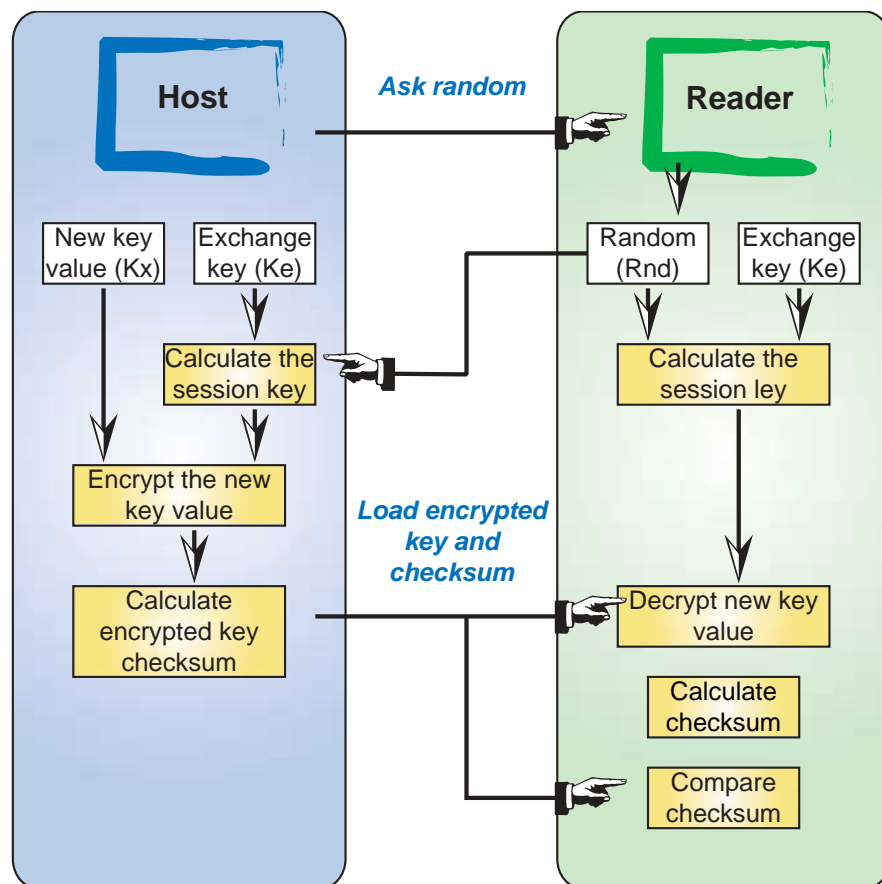 Host
Ask random
Reader
New key
value (Kx)
Exchange
key (Ke)
Random
(Rnd)
Exchange
key (Ke)
Calculate the
session key
Calculate the
session ley
Encrypt the new
key value
Load encrypted
key and
checksum
Calculate
encrypted key
checksum
Decrypt new key
value
Calculate
checksum
Compare
checksum